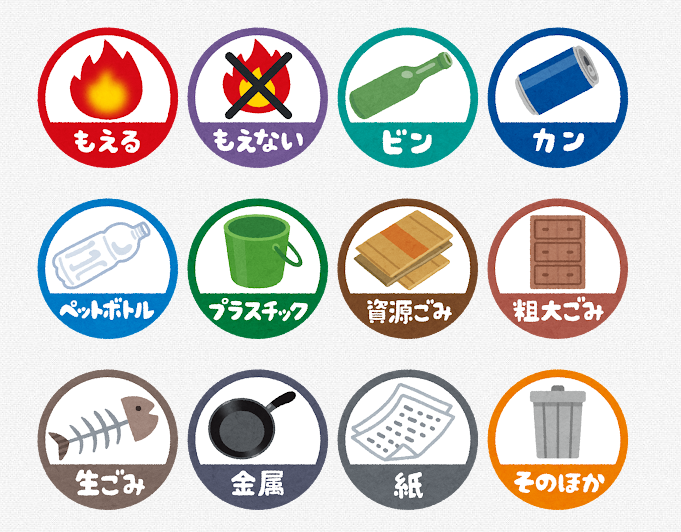 もえる
もえない
ビン
カン
ペットボトル
プラスチック
資源ごみ
粗大ごみ
生ごみ
金属
紙
そのほか